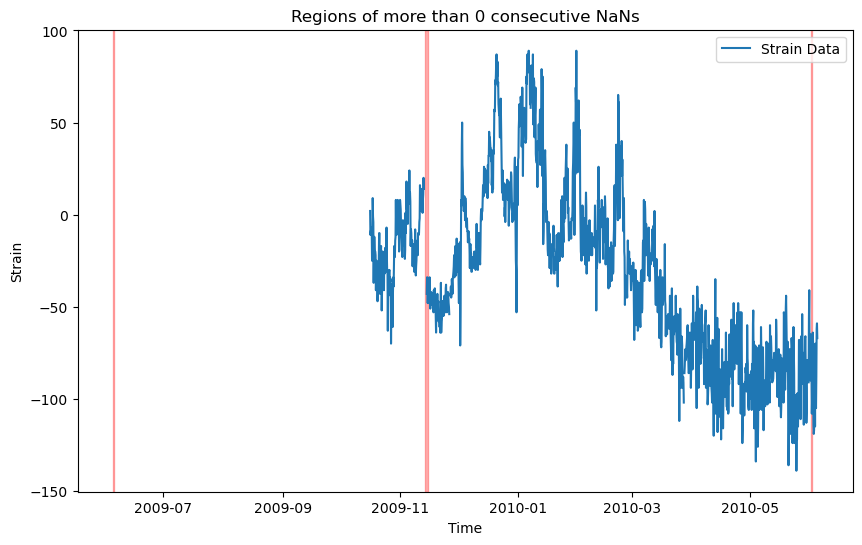 Regions of more than 0 consecutive NaNs
Strain Data
100
50
0
−50
−100
−150
Strain
2009-07 2009-09 2009-11 2010-01 2010-03 2010-05
Time